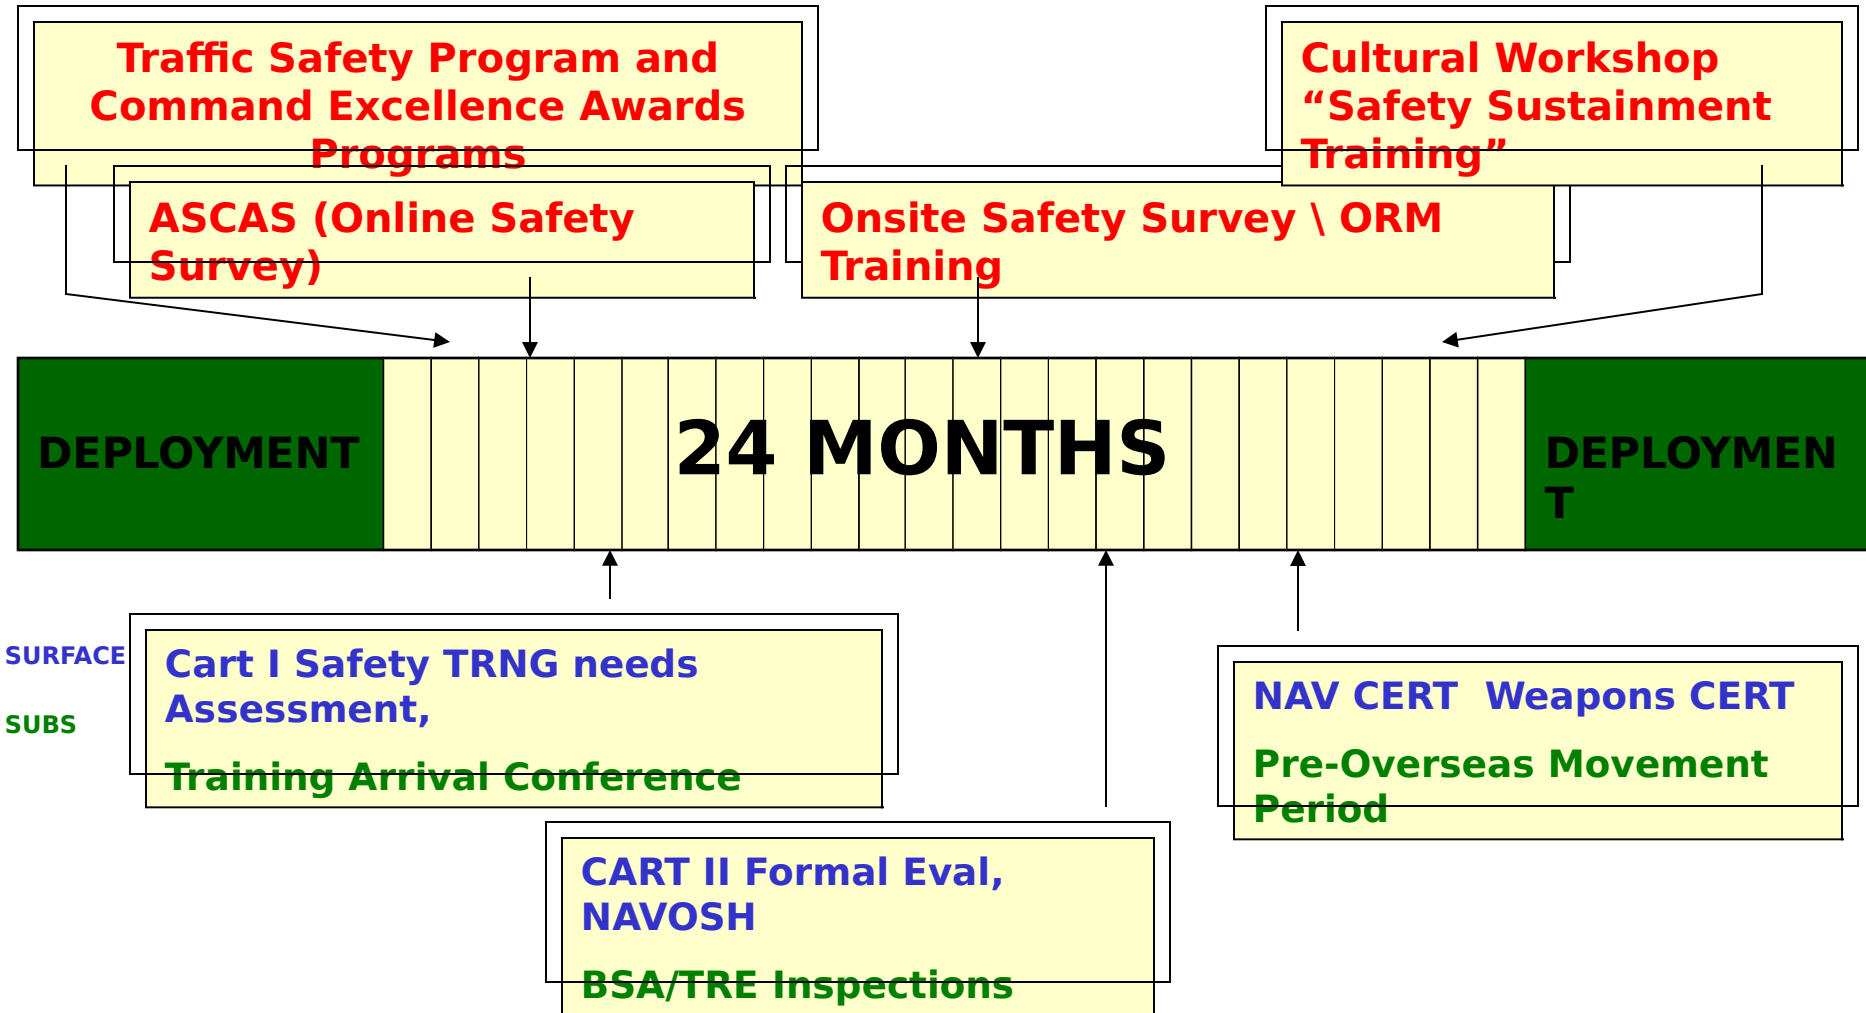 Traffic Safety Program and
Command Excellence Awards
Programs
Cultural Workshop
“Safety Sustainment
Training”
ASCAS (Online Safety
Survey)
Onsite Safety Survey \ ORM
Training
DEPLOYMENT
24 MONTHS
DEPLOYMEN
T
SURFACE
SUBS
Cart I Safety TRNG needs
Assessment,
Training Arrival Conference
NAV CERT  Weapons CERT
Pre-Overseas Movement
Period
CART II Formal Eval,
NAVOSH
BSA/TRE Inspections